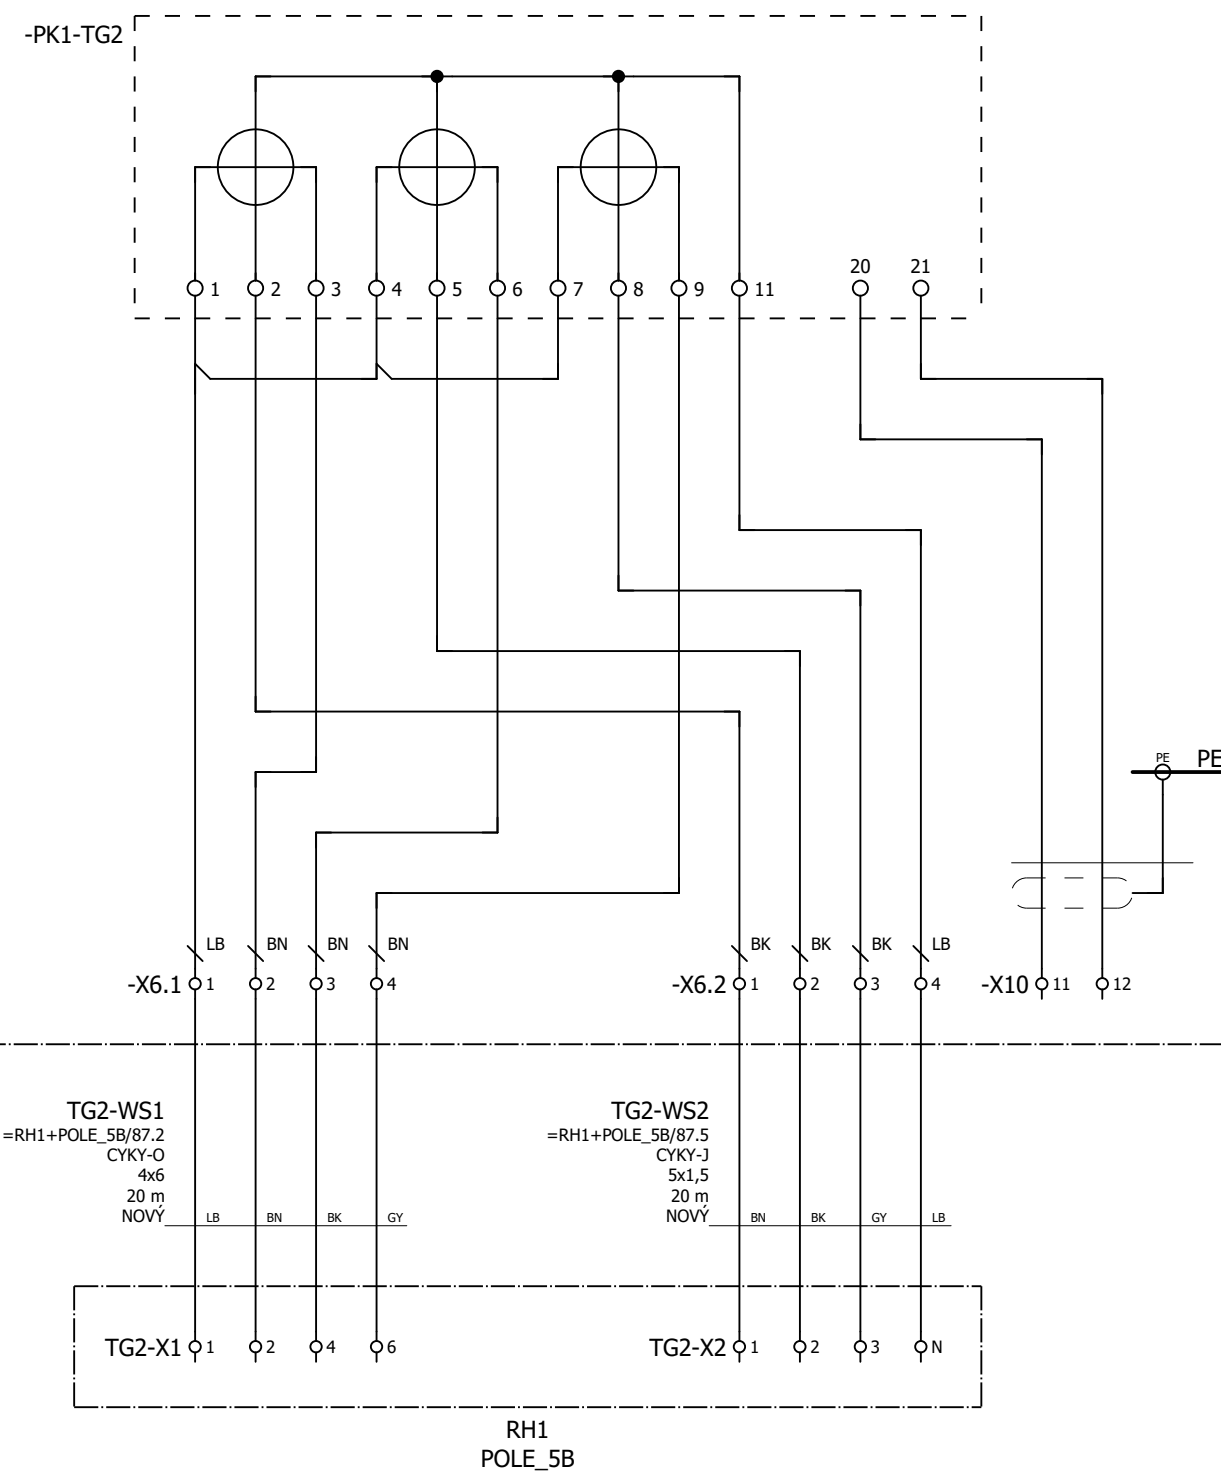 -PK1-TG2
20 21
1 2 3 4 5 6 7 8 9 11
PE PE
LB BN BN BN BK BK BK LB
-X6.1 1 2 3 4 -X6.2 1 2 3 4 -X10 11 12
TG2-WS1
=RH1+POLE_5B/87.2
CYKY-O
4x6
20 m
NOVÝ
LB BN BK GY
TG2-WS2
=RH1+POLE_5B/87.5
CYKY-J
5x1,5
20 m
NOVÝ
BN BK GY LB
TG2-X1 1 2 4 6 TG2-X2 1 2 3 N
RH1
POLE_5B